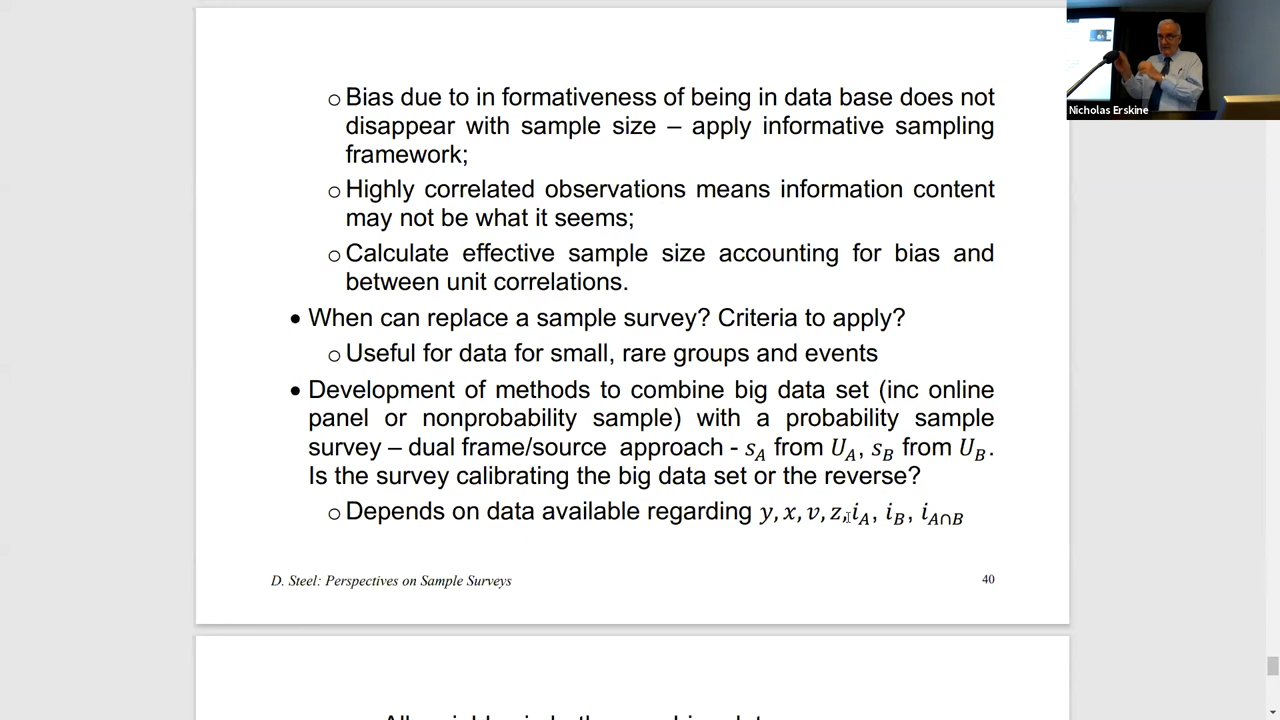 Nicholas Erskine
o Bias due to in formativeness of being in data base does not
disappear with sample size – apply informative sampling
framework;
o Highly correlated observations means information content
may not be what it seems;
o Calculate effective sample size accounting for bias and
between unit correlations.
• When can replace a sample survey? Criteria to apply?
o Useful for data for small, rare groups and events
• Development of methods to combine big data set (inc online
panel or nonprobability sample) with a probability sample
survey – dual frame/source approach - s_A from U_A, s_B from U_B.
Is the survey calibrating the big data set or the reverse?
o Depends on data available regarding y, x, v, z, i_A, i_B, i_{A∩B}
D. Steel: Perspectives on Sample Surveys 40